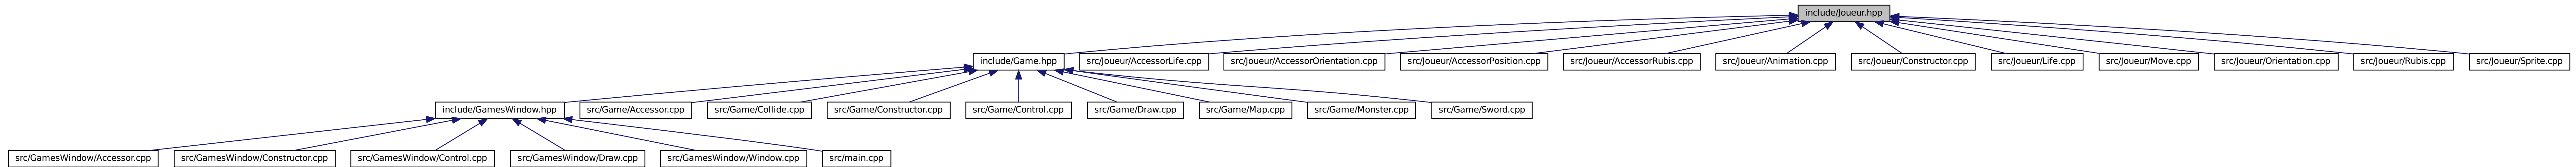 include/Joueur.hpp
include/Game.hpp
src/Joueur/AccessorLife.cpp
src/Joueur/AccessorOrientation.cpp
src/Joueur/AccessorPosition.cpp
src/Joueur/AccessorRubis.cpp
src/Joueur/Animation.cpp
src/Joueur/Constructor.cpp
src/Joueur/Life.cpp
src/Joueur/Move.cpp
src/Joueur/Orientation.cpp
src/Joueur/Rubis.cpp
src/Joueur/Sprite.cpp
include/GamesWindow.hpp
src/Game/Accessor.cpp
src/Game/Collide.cpp
src/Game/Constructor.cpp
src/Game/Control.cpp
src/Game/Draw.cpp
src/Game/Map.cpp
src/Game/Monster.cpp
src/Game/Sword.cpp
src/GamesWindow/Accessor.cpp
src/GamesWindow/Constructor.cpp
src/GamesWindow/Control.cpp
src/GamesWindow/Draw.cpp
src/GamesWindow/Window.cpp
src/main.cpp